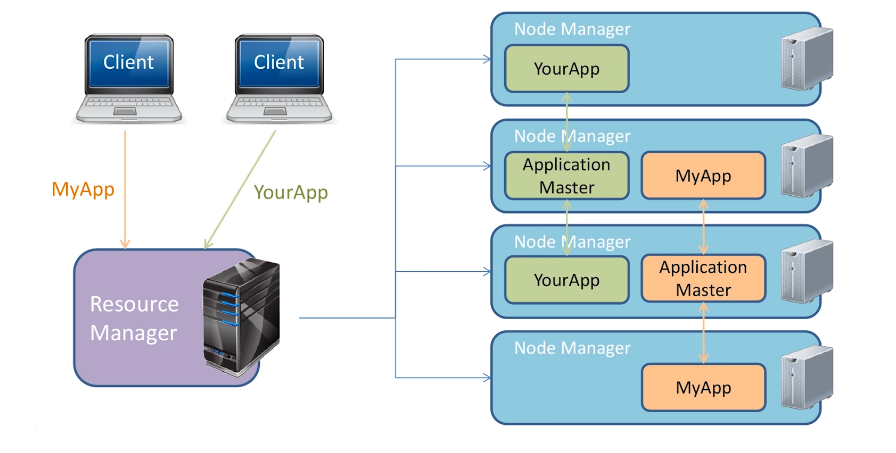 Client
Client
MyApp
YourApp
Resource
Manager
Node Manager
YourApp
Node Manager
Application
Master
MyApp
Node Manager
YourApp
Application
Master
Node Manager
MyApp